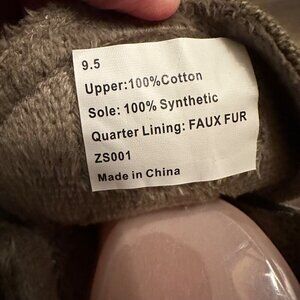 9.5
Upper:100%Cotton
Sole: 100% Synthetic
Quarter Lining: FAUX FUR
ZS001
Made in China